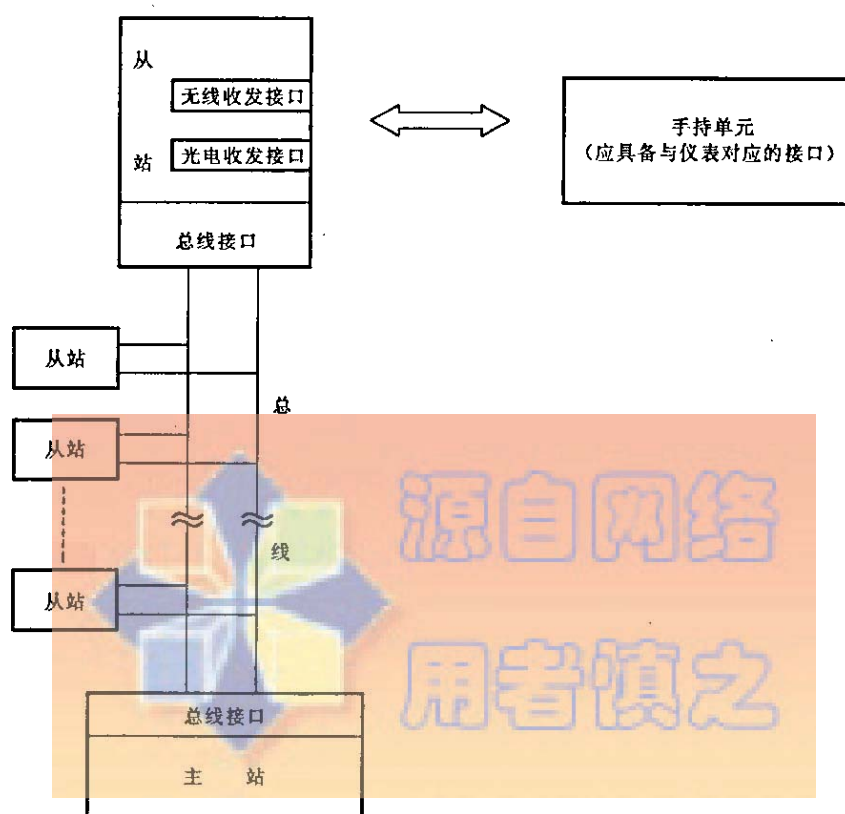 从
无线收发接口
站
光电收发接口
总线接口
手持单元
（应具备与仪表对应的接口）
从站
总
从站
线
从站
总线接口
主 站
源自网络
用者慎之